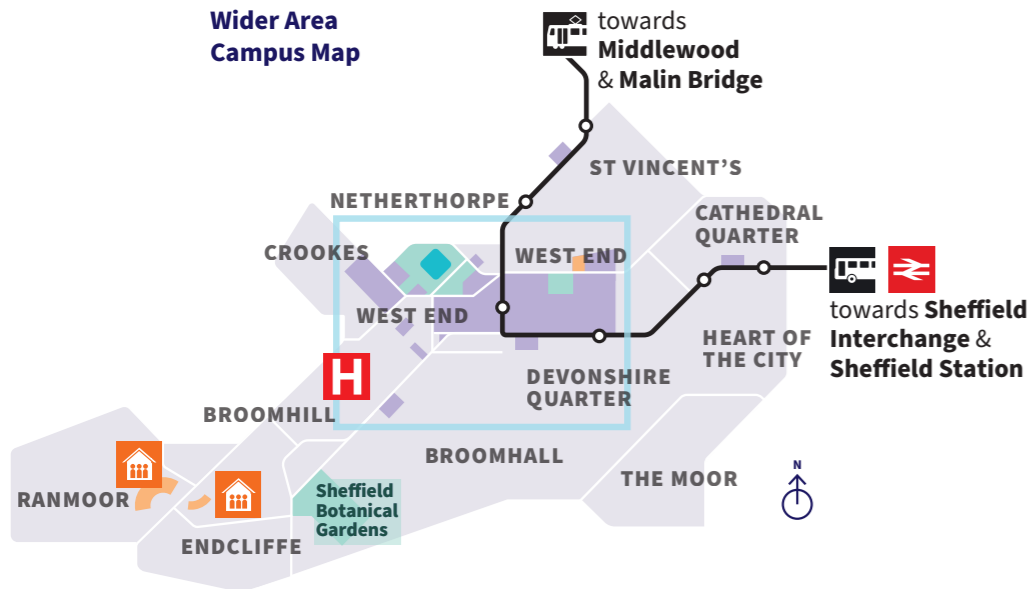 Wider Area
Campus Map
towards
Middlewood
& Malin Bridge
ST VINCENT’S
NETHERTHORPE
CATHEDRAL
QUARTER
CROOKES
WEST END
WEST END
towards Sheffield
Interchange &
Sheffield Station
HEART OF
THE CITY
H
DEVONSHIRE
QUARTER
BROOMHILL
BROOMHALL
THE MOOR
N
RANMOOR
Sheffield
Botanical
Gardens
ENDCLIFFE